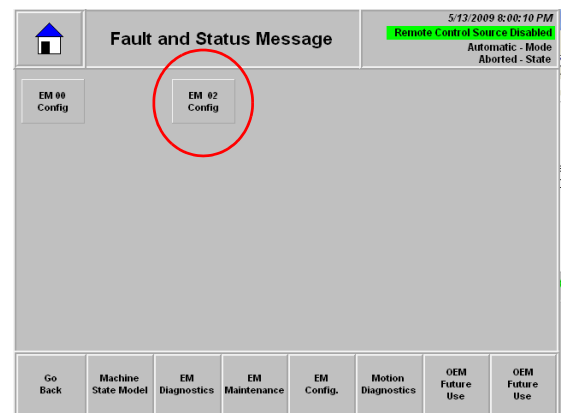 Fault and Status Message
5/13/2009 8:00:10 PM
Remote Control Source Disabled
Automatic - Mode
Aborted - State
EM 00
Config
EM 02
Config
Go
Back
Machine
State Model
EM
Diagnostics
EM
Maintenance
EM
Config.
Motion
Diagnostics
OEM
Future
Use
OEM
Future
Use